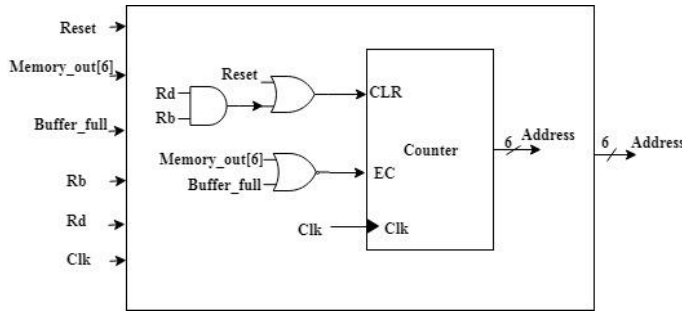 Reset
Memory_out[6]
Buffer_full
Rb
Rd
Clk
Reset
Rd
Rb
CLR
Memory_out[6]
Buffer_full
EC
Clk
Clk
Counter
6
Address
6
Address